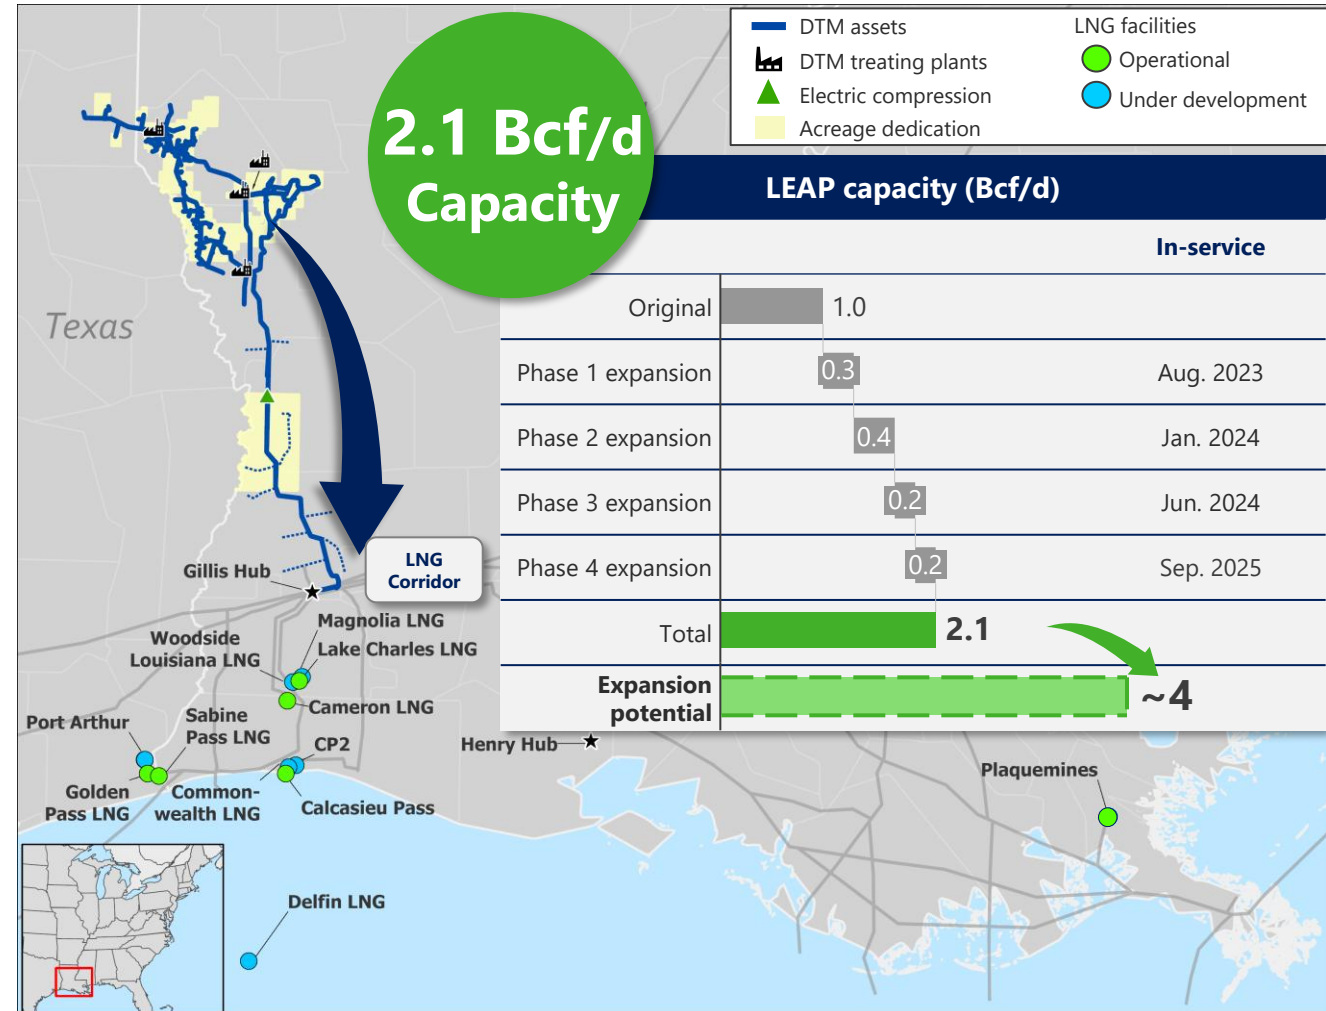 DTM assets
DTM treating plants
Electric compression
Acreage dedication
LNG facilities
Operational
Under development
2.1 Bcf/d
Capacity
LEAP capacity (Bcf/d)
In-service
Original 1.0
Phase 1 expansion 0.3 Aug. 2023
Phase 2 expansion 0.4 Jan. 2024
Phase 3 expansion 0.2 Jun. 2024
Phase 4 expansion 0.2 Sep. 2025
Total 2.1
Expansion
potential
~4
Texas
LNG
Corridor
Gillis Hub
Magnolia LNG
Woodside
Louisiana LNG
Lake Charles LNG
Cameron LNG
Port Arthur
Sabine
Pass LNG
CP2
Henry Hub
Golden
Pass LNG
Common-
wealth LNG
Calcasieu Pass
Plaquemines
Delfin LNG